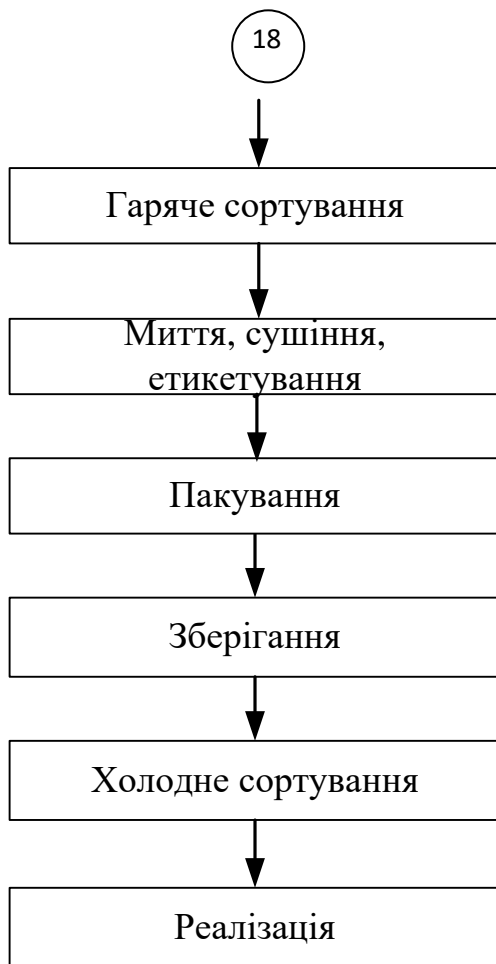 18
Гаряче сортування
Миття, сушіння,
етикетування
Пакування
Зберігання
Холодне сортування
Реалізація